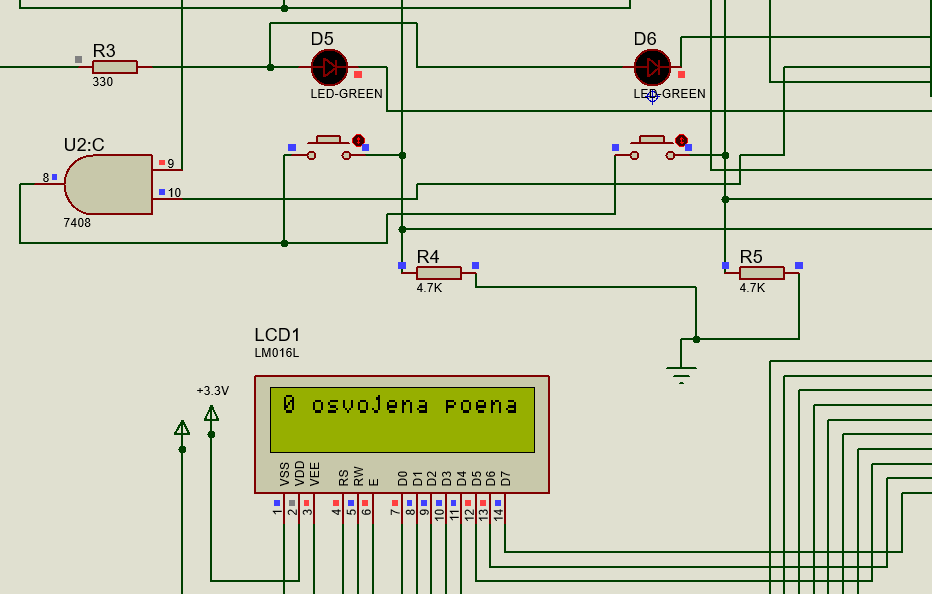 D5
D6
R3
330
LED-GREEN
LED-GREEN
U2:C
9
8
10
7408
R4
R5
4.7K
4.7K
LCD1
LM016L
+3.3V
0 osvojena poena
VSS
VDD
VEE
RS
RW
E
D0
D1
D2
D3
D4
D5
D6
D7
1
2
3
4
5
6
7
8
9
10
11
12
13
14